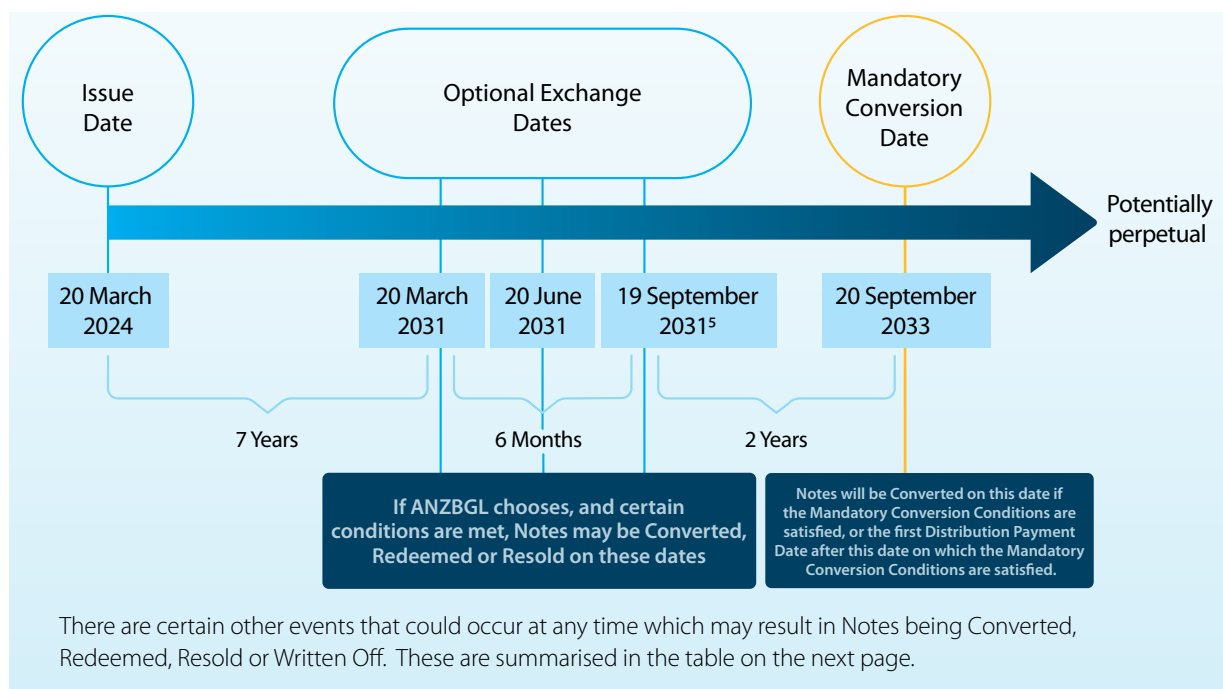 Issue
Date
Optional Exchange
Dates
Mandatory
Conversion
Date
Potentially
perpetual
20 March
2024
20 March
2031
20 June
2031
19 September
2031⁵
20 September
2033
7 Years
6 Months
2 Years
If ANZBGL chooses, and certain
conditions are met, Notes may be Converted,
Redeemed or Resold on these dates
Notes will be Converted on this date if
the Mandatory Conversion Conditions are
satisfied, or the first Distribution Payment
Date after this date on which the Mandatory
Conversion Conditions are satisfied.
There are certain other events that could occur at any time which may result in Notes being Converted,
Redeemed, Resold or Written Off. These are summarised in the table on the next page.